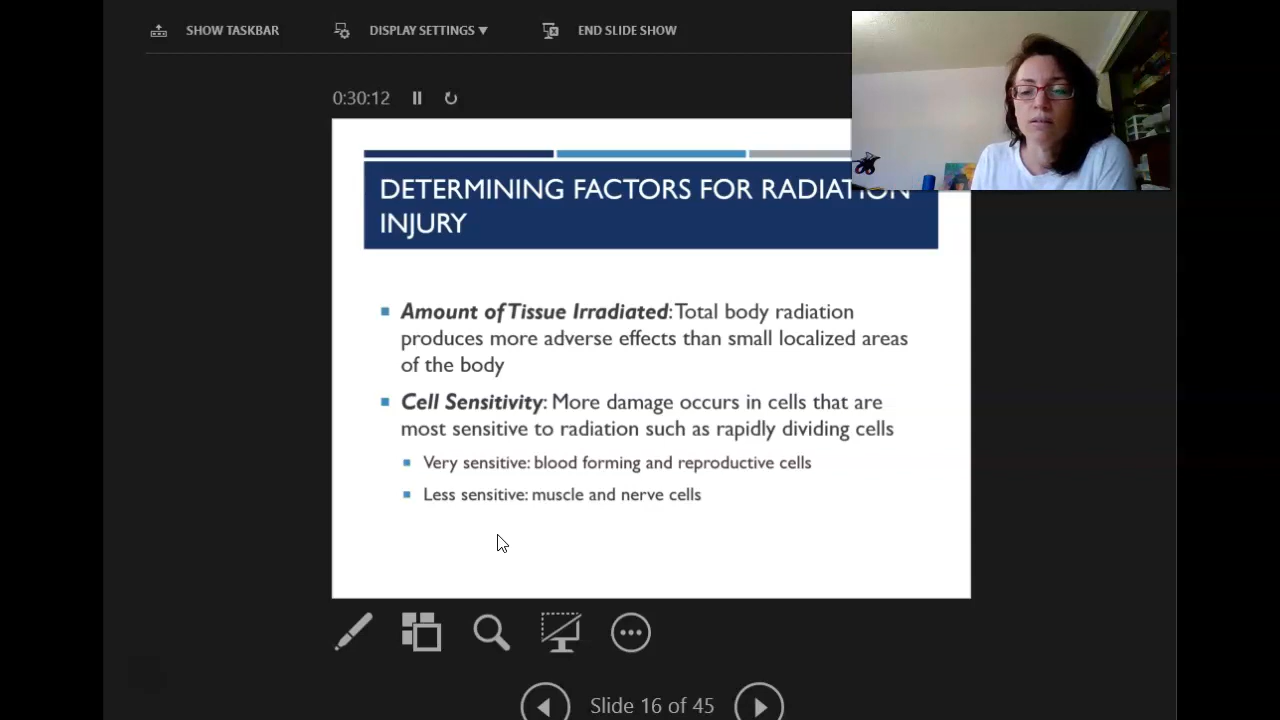 SHOW TASKBAR
DISPLAY SETTINGS ▼
END SLIDE SHOW
0:30:12
DETERMINING FACTORS FOR RADIATION
INJURY
Amount of Tissue Irradiated: Total body radiation
produces more adverse effects than small localized areas
of the body
Cell Sensitivity: More damage occurs in cells that are
most sensitive to radiation such as rapidly dividing cells
Very sensitive: blood forming and reproductive cells
Less sensitive: muscle and nerve cells
Slide 16 of 45